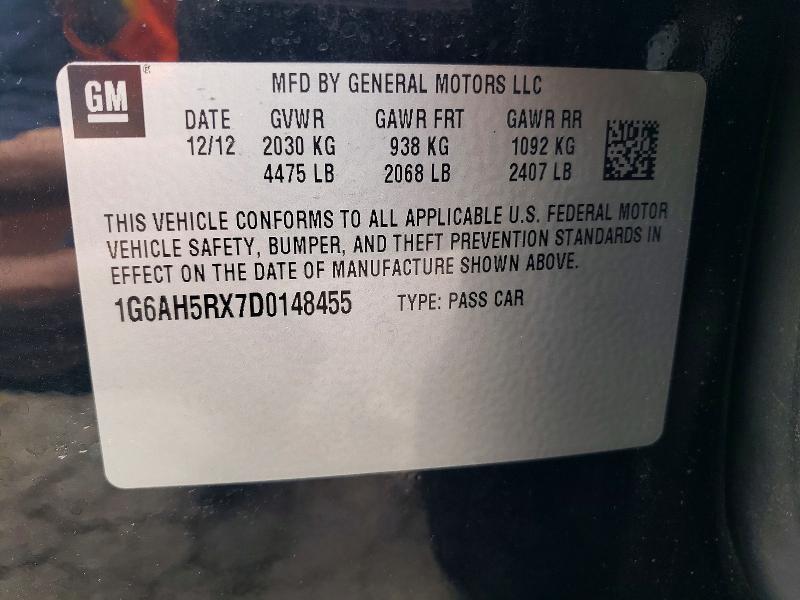 GM®
MFD BY GENERAL MOTORS LLC
DATE GVWR GAWR FRT GAWR RR
12/12 2030 KG 938 KG 1092 KG
4475 LB 2068 LB 2407 LB
THIS VEHICLE CONFORMS TO ALL APPLICABLE U.S. FEDERAL MOTOR
VEHICLE SAFETY, BUMPER, AND THEFT PREVENTION STANDARDS IN
EFFECT ON THE DATE OF MANUFACTURE SHOWN ABOVE.
1G6AH5RX7D0148455 TYPE: PASS CAR